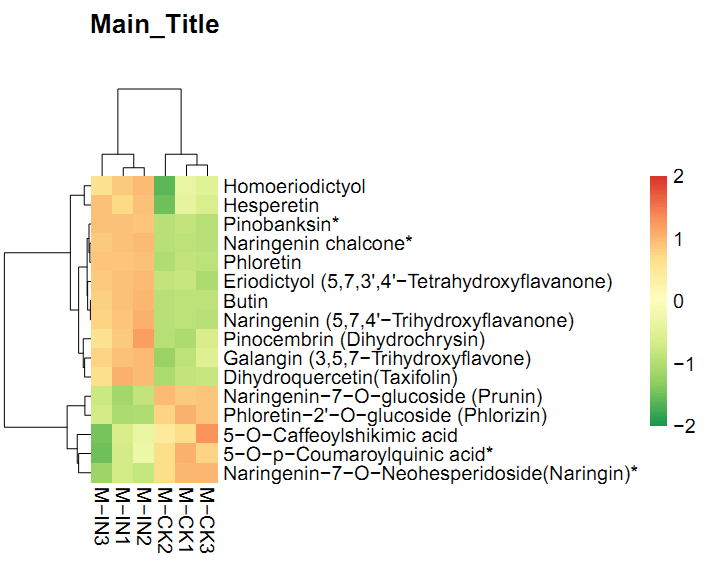 Main_Title
Homoeriodictyol
Hesperetin
Pinobanksin*
Naringenin chalcone*
Phloretin
Eriodictyol (5,7,3',4'−Tetrahydroxyflavanone)
Butin
Naringenin (5,7,4'−Trihydroxyflavanone)
Pinocembrin (Dihydrochrysin)
Galangin (3,5,7−Trihydroxyflavone)
Dihydroquercetin(Taxifolin)
Naringenin−7−O−glucoside (Prunin)
Phloretin−2'−O−glucoside (Phlorizin)
5−O−Caffeoylshikimic acid
5−O−p−Coumaroylquinic acid*
Naringenin−7−O−Neohesperidoside(Naringin)*
M−IN3
M−IN1
M−IN2
M−CK2
M−CK1
M−CK3
2
1
0
−1
−2